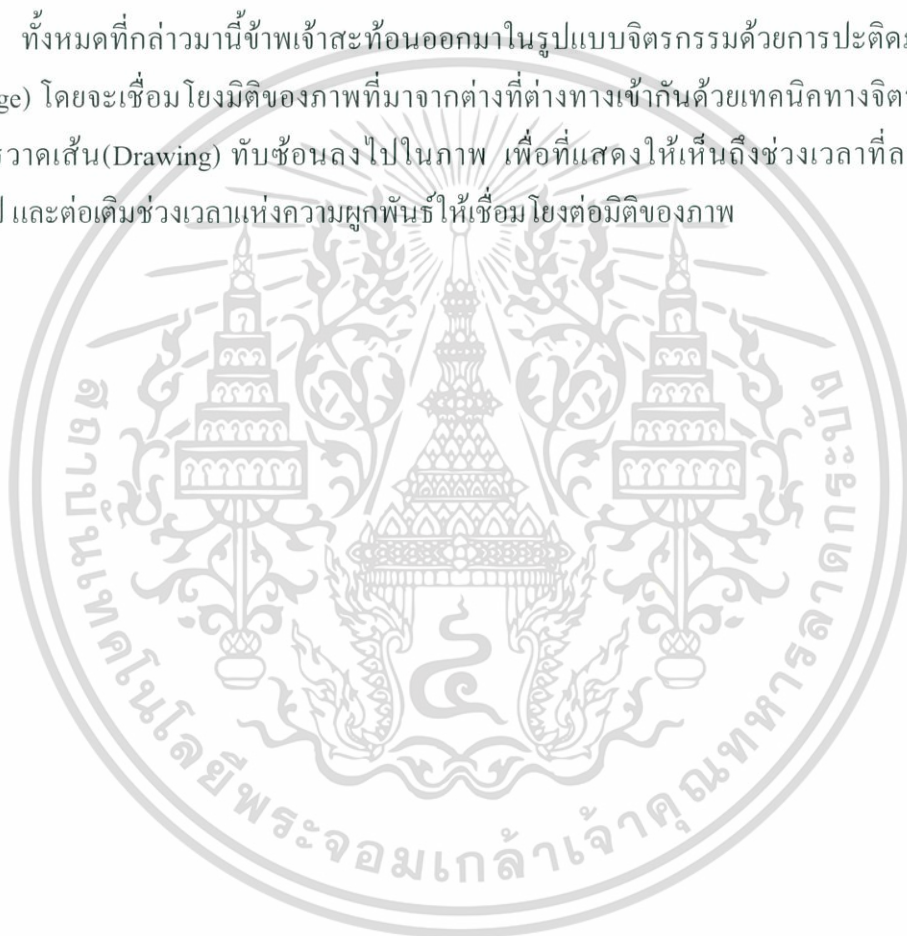 ทั้งหมดที่กล่าวมานี้ข้าพเจ้าสะท้อนออกมาในรูปแบบจิตรกรรมด้วยการปะติด
ge) โดยจะเชื่อมโยงมิติของภาพที่มาจากต่างที่ต่างทางเข้ากันด้วยเทคนิคทางจิต
วาดเส้น(Drawing) ทับซ้อนลงไปในภาพ เพื่อที่แสดงให้เห็นถึงช่วงเวลาที่
และต่อเติมช่วงเวลาแห่งความผูกพันธ์ให้เชื่อมโยงต่อมิติของภาพ
สถาบันเทคโนโลยีพระจอมเกล้าเจ้าคุณทหารลาดกระบัง
๔